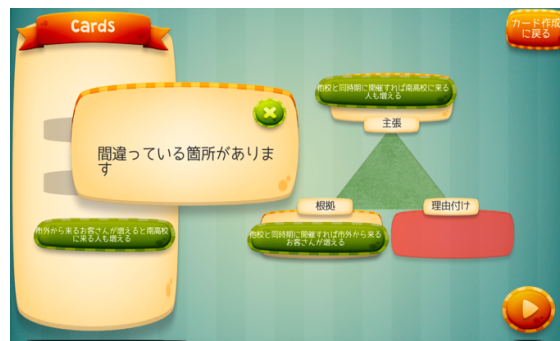 Cards
カード作成
に戻る
他校と同時期に開催すれば南高校に来る
人も増える
主張
間違っている箇所がありま
す
根拠
理由付け
市外から来るお客さんが増えると南高校
に来る人も増える
他校と同時期に開催すれば市外から来る
お客さんが増える